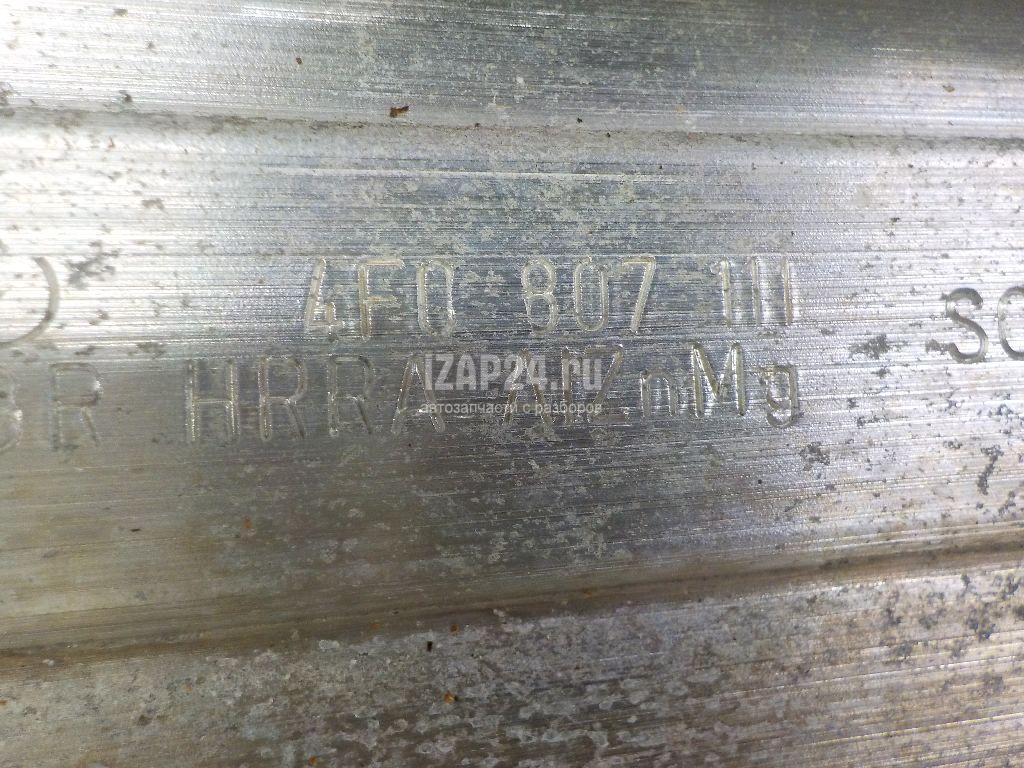 4F0 807 111
HRRA AlZnMg
IZAP24.ru
автозапчасти с разборов